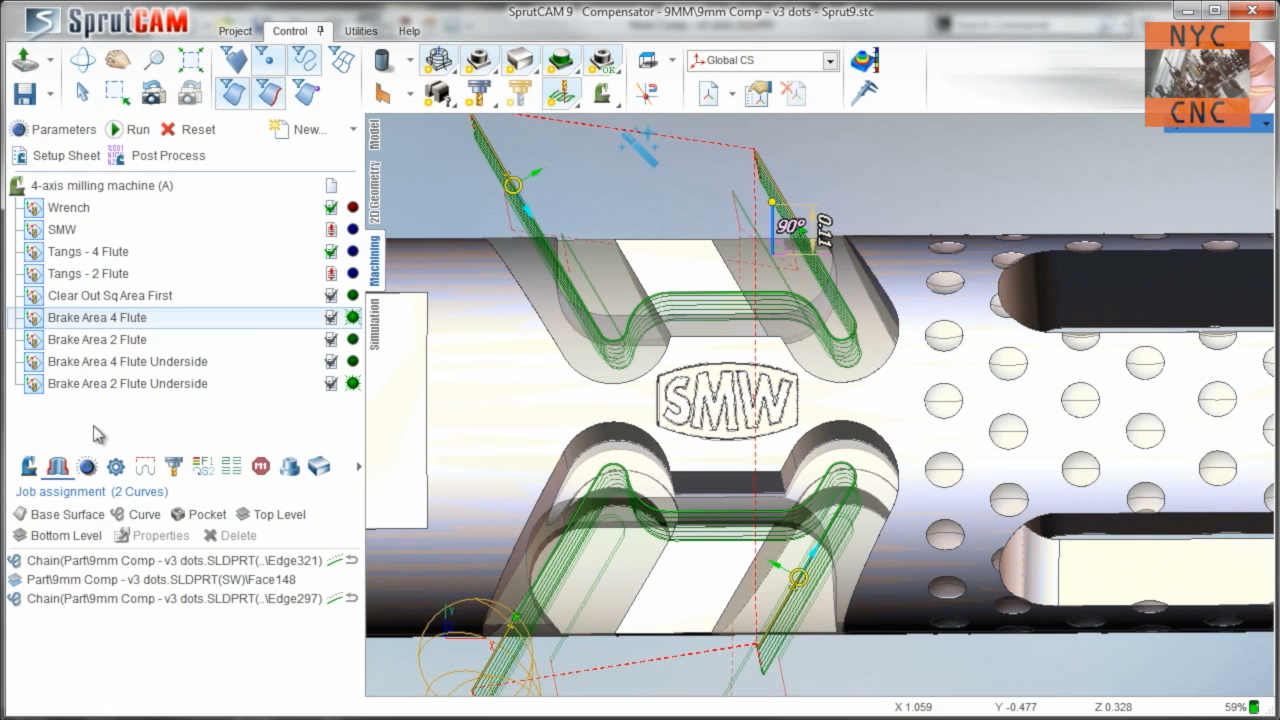 SprutCAM
SprutCAM 9 - Compensator - 9MM\9mm Comp - v3 dots - Sprut9.stc
Project
Control
Utilities
Help
NYC
CNC
Global CS
OK
Parameters
Run
Reset
New...
Setup Sheet
Post Process
4-axis milling machine (A)
Wrench
SMW
Tangs - 4 Flute
Tangs - 2 Flute
Clear Out Sq Area First
Brake Area 4 Flute
Brake Area 2 Flute
Brake Area 4 Flute Underside
Brake Area 2 Flute Underside
Model
2D Geometry
Machining
Simulation
M1
Job assignment (2 Curves)
Base Surface
Curve
Pocket
Top Level
Bottom Level
Properties
Delete
Chain(Part\9mm Comp - v3 dots.SLDPRT(..\Edge321)
Part\9mm Comp - v3 dots.SLDPRT(SW)\Face148
Chain(Part\9mm Comp - v3 dots.SLDPRT(..\Edge297)
90°
0.11
SMW
Y
X
X 1.059
Y -0.477
Z 0.328
59%